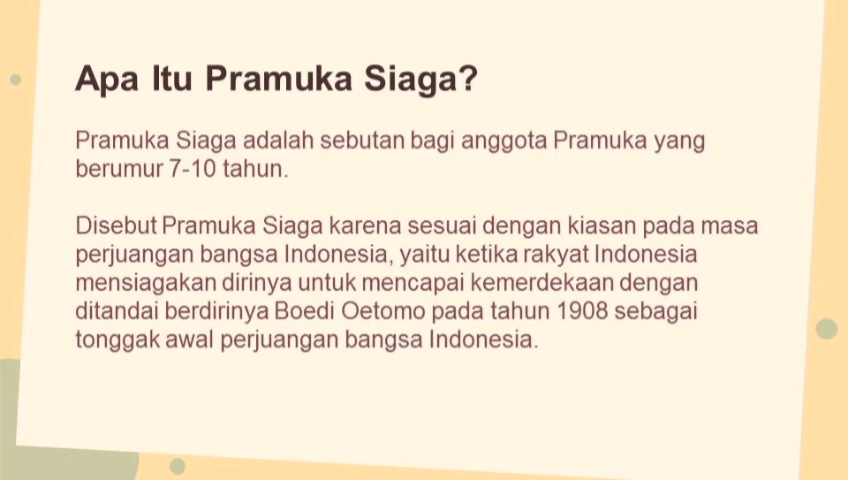 Apa Itu Pramuka Siaga?
Pramuka Siaga adalah sebutan bagi anggota Pramuka yang
berumur 7-10 tahun.
Disebut Pramuka Siaga karena sesuai dengan kiasan pada masa
perjuangan bangsa Indonesia, yaitu ketika rakyat Indonesia
mensiagakan dirinya untuk mencapai kemerdekaan dengan
ditandai berdirinya Boedi Oetomo pada tahun 1908 sebagai
tonggak awal perjuangan bangsa Indonesia.